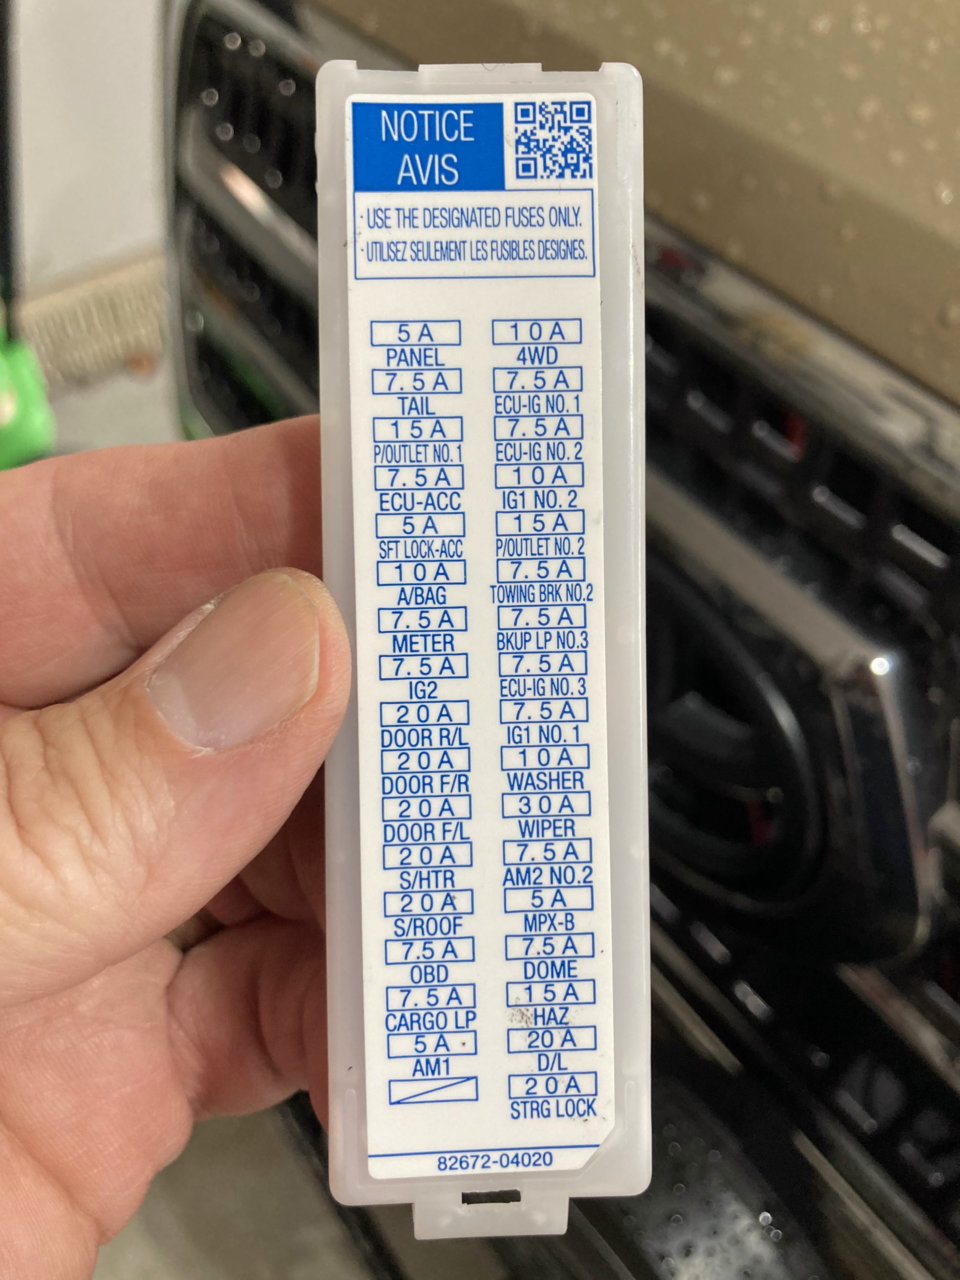 NOTICE
AVIS
· USE THE DESIGNATED FUSES ONLY.
· UTILISEZ SEULEMENT LES FUSIBLES DESIGNES.
5 A
PANEL
7.5 A
TAIL
15 A
P/OUTLET NO.1
7.5 A
ECU-ACC
5 A
SFT LOCK-ACC
10 A
A/BAG
7.5 A
METER
7.5 A
IG2
20 A
DOOR R/L
20 A
DOOR F/R
20 A
DOOR F/L
20 A
S/HTR
20 A
S/ROOF
7.5 A
OBD
7.5 A
CARGO LP
5 A
AM1
10 A
4WD
7.5 A
ECU-IG NO.1
7.5 A
ECU-IG NO.2
10 A
IG1 NO.2
15 A
P/OUTLET NO.2
7.5 A
TOWING BRK NO.2
7.5 A
BKUP LP NO.3
7.5 A
ECU-IG NO.3
7.5 A
IG1 NO.1
10 A
WASHER
30 A
WIPER
7.5 A
AM2 NO.2
5 A
MPX-B
7.5 A
DOME
15 A
HAZ
20 A
D/L
20 A
STRG LOCK
82672-04020